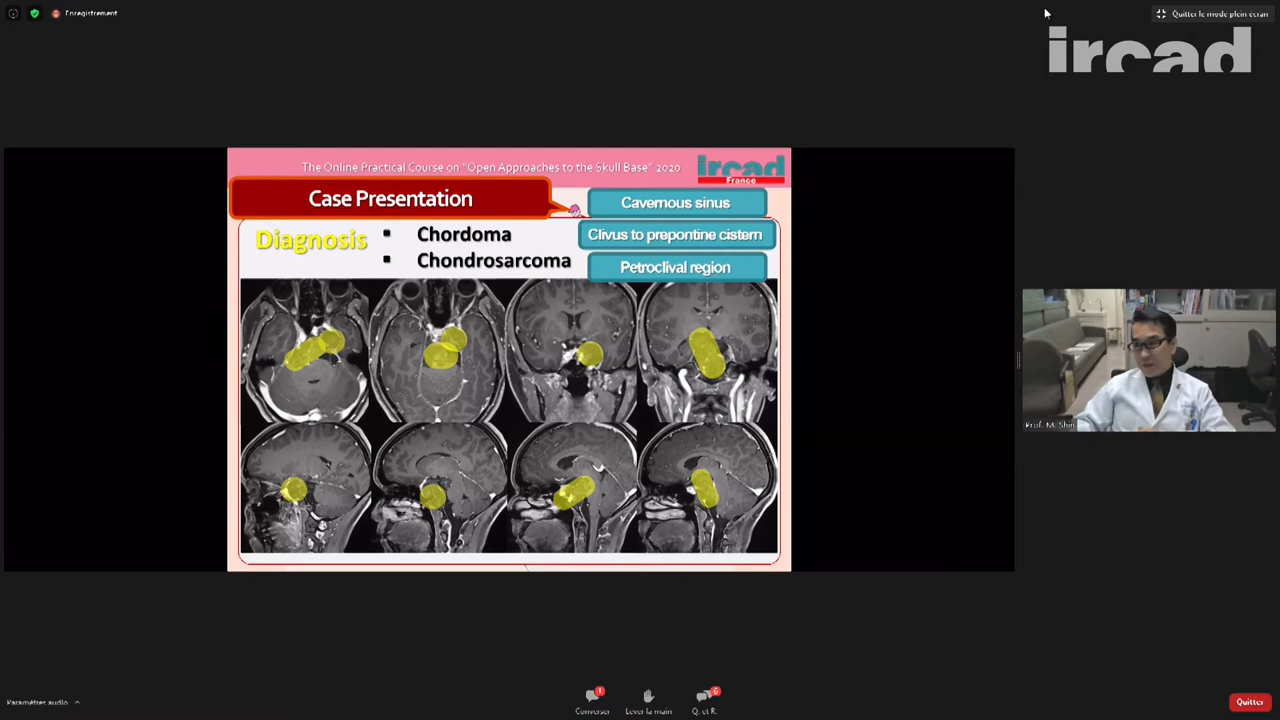 Enregistrement
Quitter le mode plein écran
ircad
The Online Practical Course on "Open Approaches to the Skull Base" 2020
ircad
France
Case Presentation
Cavernous sinus
Diagnosis
▪ Chordoma
Clivus to prepontine cistern
▪ Chondrosarcoma
Petroclival region
Prof. M. Shin
Paramètres audio
1
6
Converser
Lever la main
Q. et R.
Quitter